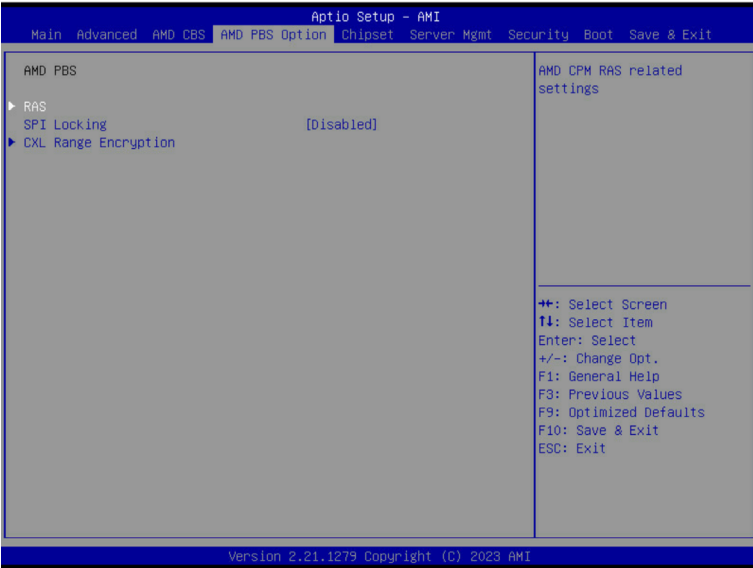 Aptio Setup - AMI
Main Advanced AMD CBS AMD PBS Option Chipset Server Mgmt Security Boot Save & Exit
AMD PBS
RAS
SPI Locking [Disabled]
CXL Range Encryption
AMD CPM RAS related
settings
→←: Select Screen
↑↓: Select Item
Enter: Select
+/-: Change Opt.
F1: General Help
F3: Previous Values
F9: Optimized Defaults
F10: Save & Exit
ESC: Exit
Version 2.21.1279 Copyright (C) 2023 AMI